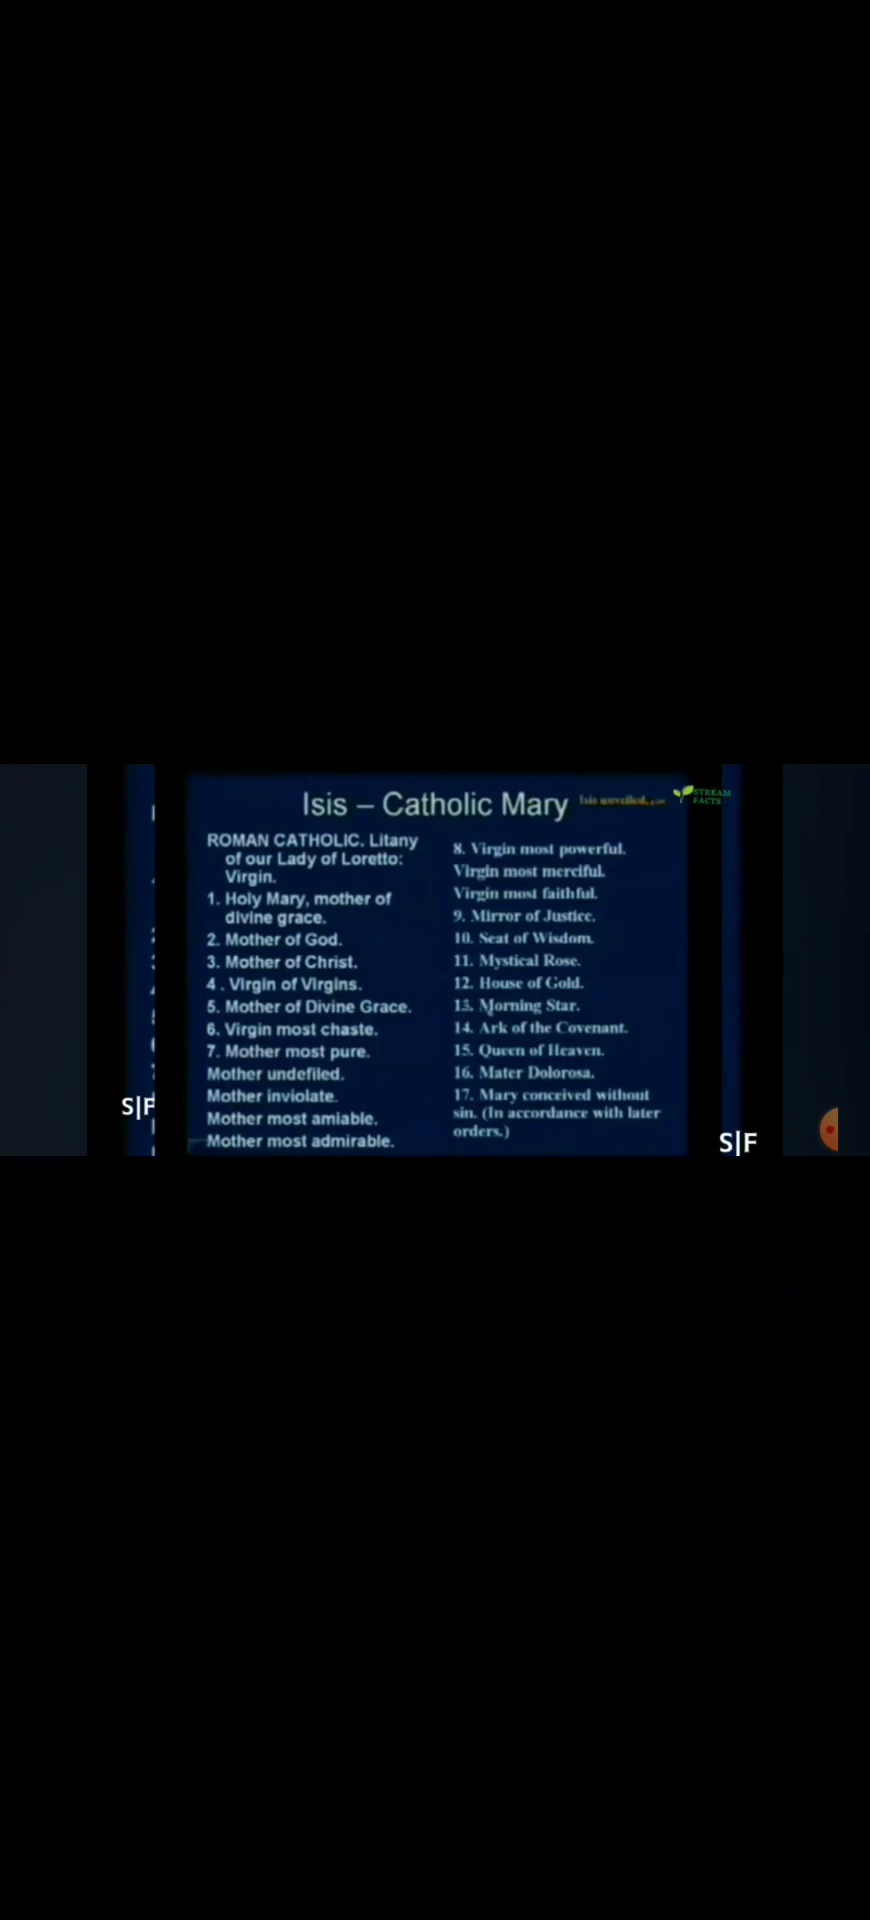 Isis – Catholic Mary
Isis unveiled,
STREAM
FACTS
ROMAN CATHOLIC. Litany
of our Lady of Loretto:
Virgin.
1. Holy Mary, mother of
divine grace.
2. Mother of God.
3. Mother of Christ.
4 . Virgin of Virgins.
5. Mother of Divine Grace.
6. Virgin most chaste.
7. Mother most pure.
Mother undefiled.
Mother inviolate.
Mother most amiable.
Mother most admirable.
8. Virgin most powerful.
Virgin most merciful.
Virgin most faithful.
9. Mirror of Justice.
10. Seat of Wisdom.
11. Mystical Rose.
12. House of Gold.
13. Morning Star.
14. Ark of the Covenant.
15. Queen of Heaven.
16. Mater Dolorosa.
17. Mary conceived without
sin. (In accordance with later
orders.)
S|F
S|F